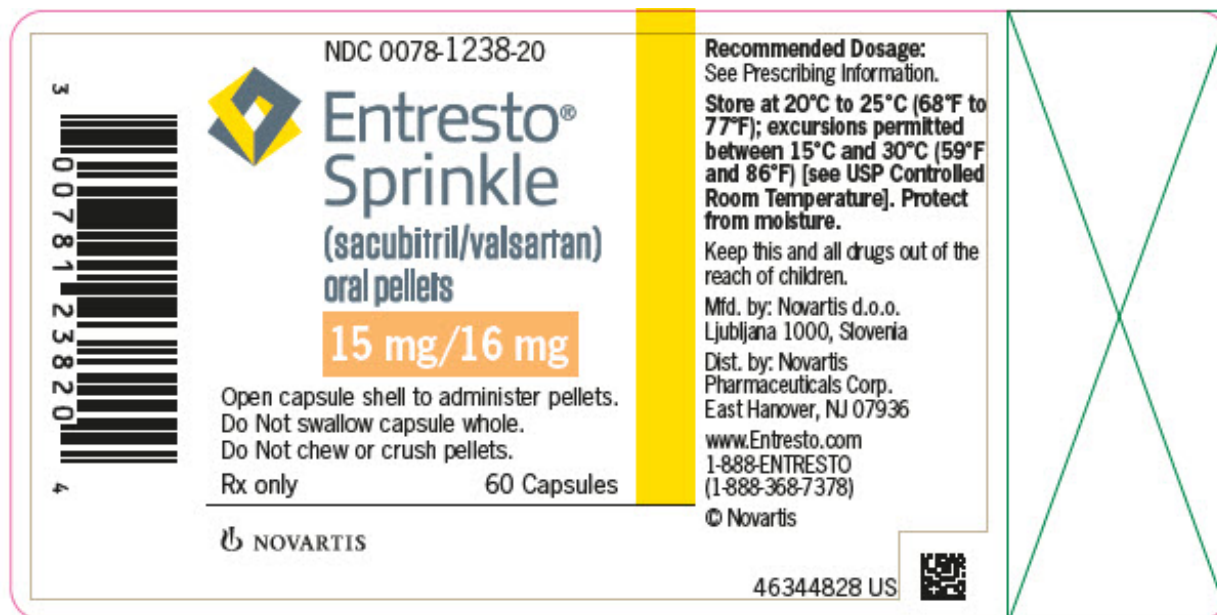 NDC 0078-1238-20
Entresto®
Sprinkle
(sacubitril/valsartan)
oral pellets
15 mg/16 mg
Open capsule shell to administer pellets.
Do Not swallow capsule whole.
Do Not chew or crush pellets.
Rx only 60 Capsules
NOVARTIS
3 0078123820 4
Recommended Dosage:
See Prescribing Information.
Store at 20°C to 25°C (68°F to
77°F); excursions permitted
between 15°C and 30°C (59°F
and 86°F) [see USP Controlled
Room Temperature]. Protect
from moisture.
Keep this and all drugs out of the
reach of children.
Mfd. by: Novartis d.o.o.
Ljubljana 1000, Slovenia
Dist. by: Novartis
Pharmaceuticals Corp.
East Hanover, NJ 07936
www.Entresto.com
1-888-ENTRESTO
(1-888-368-7378)
© Novartis
46344828 US